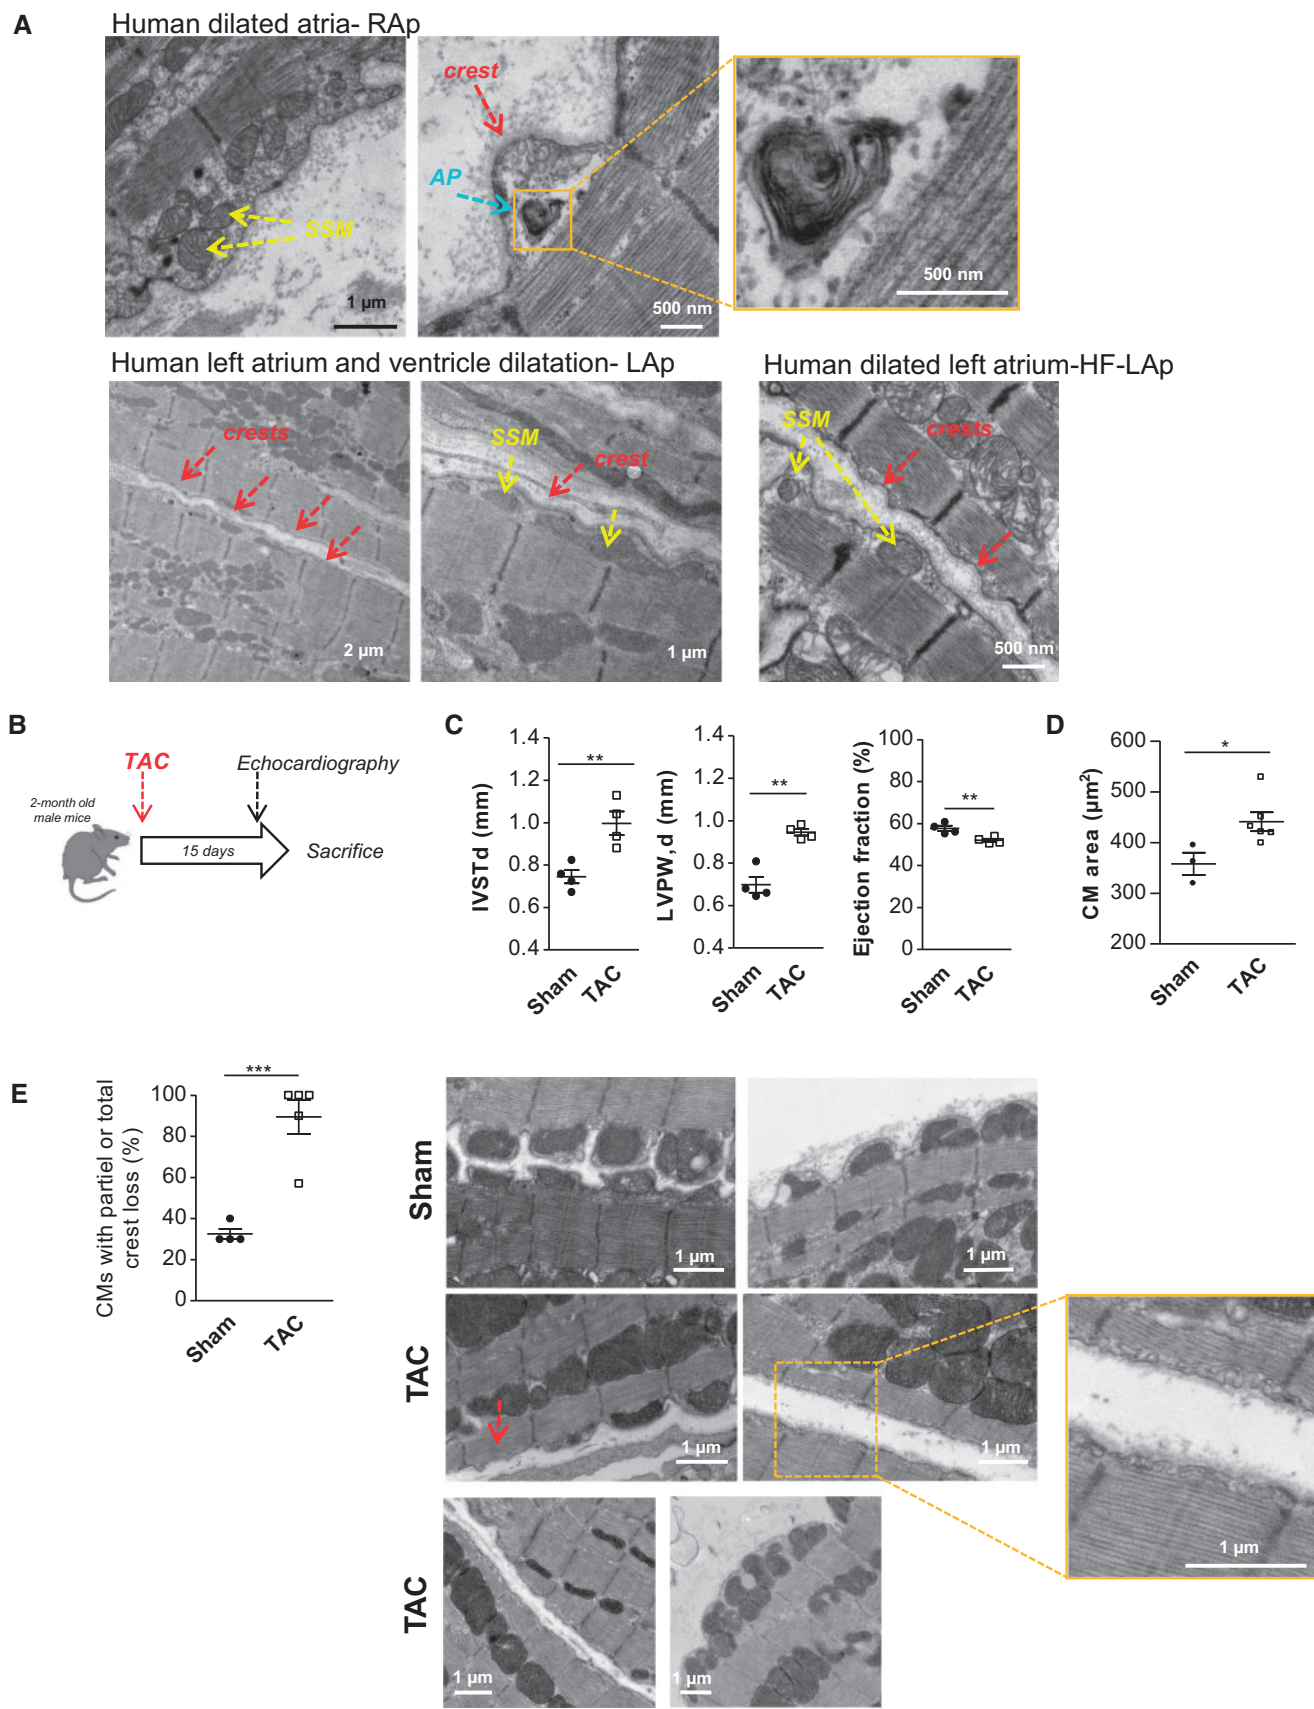 A
Human dilated atria- RAp
SSM
1 µm
crest
AP
500 nm
500 nm
Human left atrium and ventricle dilatation- LAp
Human dilated left atrium-HF-LAp
crests
2 µm
SSM
crest
1 µm
SSM
crests
500 nm
B
TAC
Echocardiography
2-month old
male mice
15 days
Sacrifice
C
IVSTd (mm)
1.4
1.2
1.0
0.8
0.6
0.4
**
Sham
TAC
LVPW,d (mm)
1.4
1.2
1.0
0.8
0.6
0.4
**
Sham
TAC
Ejection fraction (%)
100
80
60
40
20
0
**
Sham
TAC
D
CM area (µm²)
600
500
400
300
200
*
Sham
TAC
E
CMs with partiel or total
crest loss (%)
100
80
60
40
20
0
***
Sham
TAC
Sham
1 µm
1 µm
TAC
1 µm
1 µm
1 µm
TAC
1 µm
1 µm